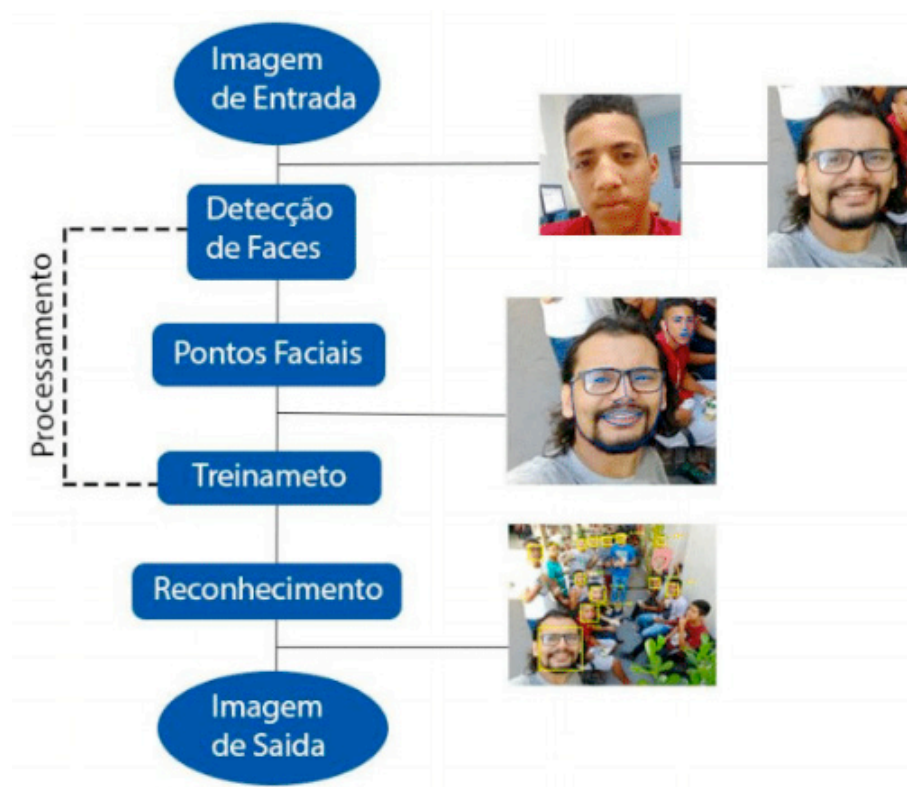 Imagem
de Entrada
Detecção
de Faces
Processamento
Pontos Faciais
Treinameto
Reconhecimento
Imagem
de Saida